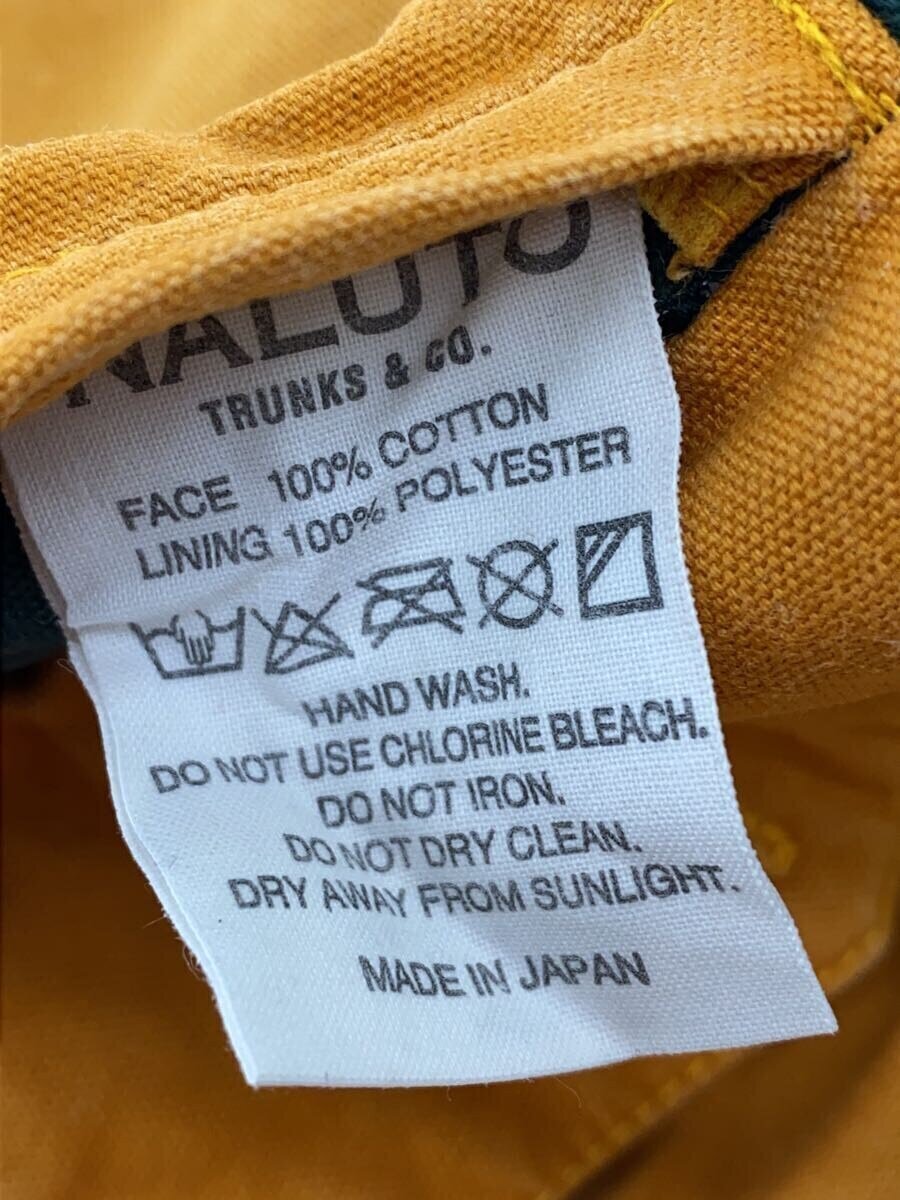 NALUTO
TRUNKS & CO.
FACE 100% COTTON
LINING 100% POLYESTER
HAND WASH.
DO NOT USE CHLORINE BLEACH.
DO NOT IRON.
DO NOT DRY CLEAN.
DRY AWAY FROM SUNLIGHT.
MADE IN JAPAN